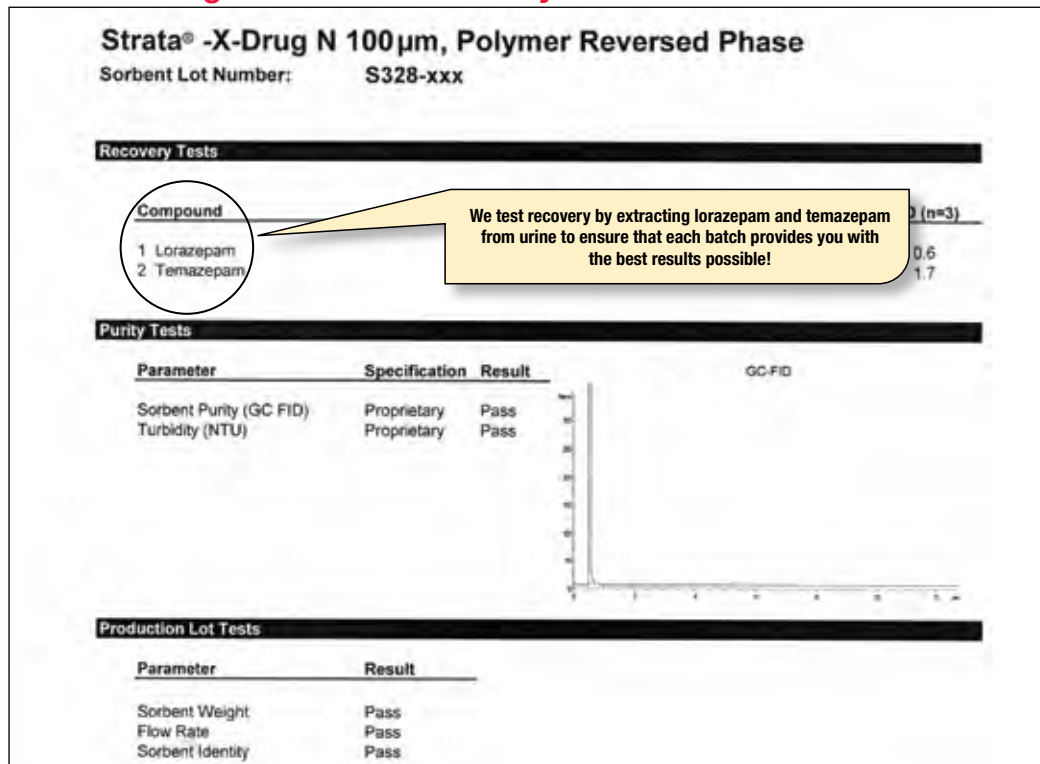 Strata® -X-Drug N 100µm, Polymer Reversed Phase
Sorbent Lot Number: S328-xxx
Recovery Tests
Compound (n=3)
1 Lorazepam 0.6
2 Temazepam 1.7
We test recovery by extracting lorazepam and temazepam
from urine to ensure that each batch provides you with
the best results possible!
Purity Tests
Parameter Specification Result
Sorbent Purity (GC FID) Proprietary Pass
Turbidity (NTU) Proprietary Pass
GC-FID
Production Lot Tests
Parameter Result
Sorbent Weight Pass
Flow Rate Pass
Sorbent Identity Pass